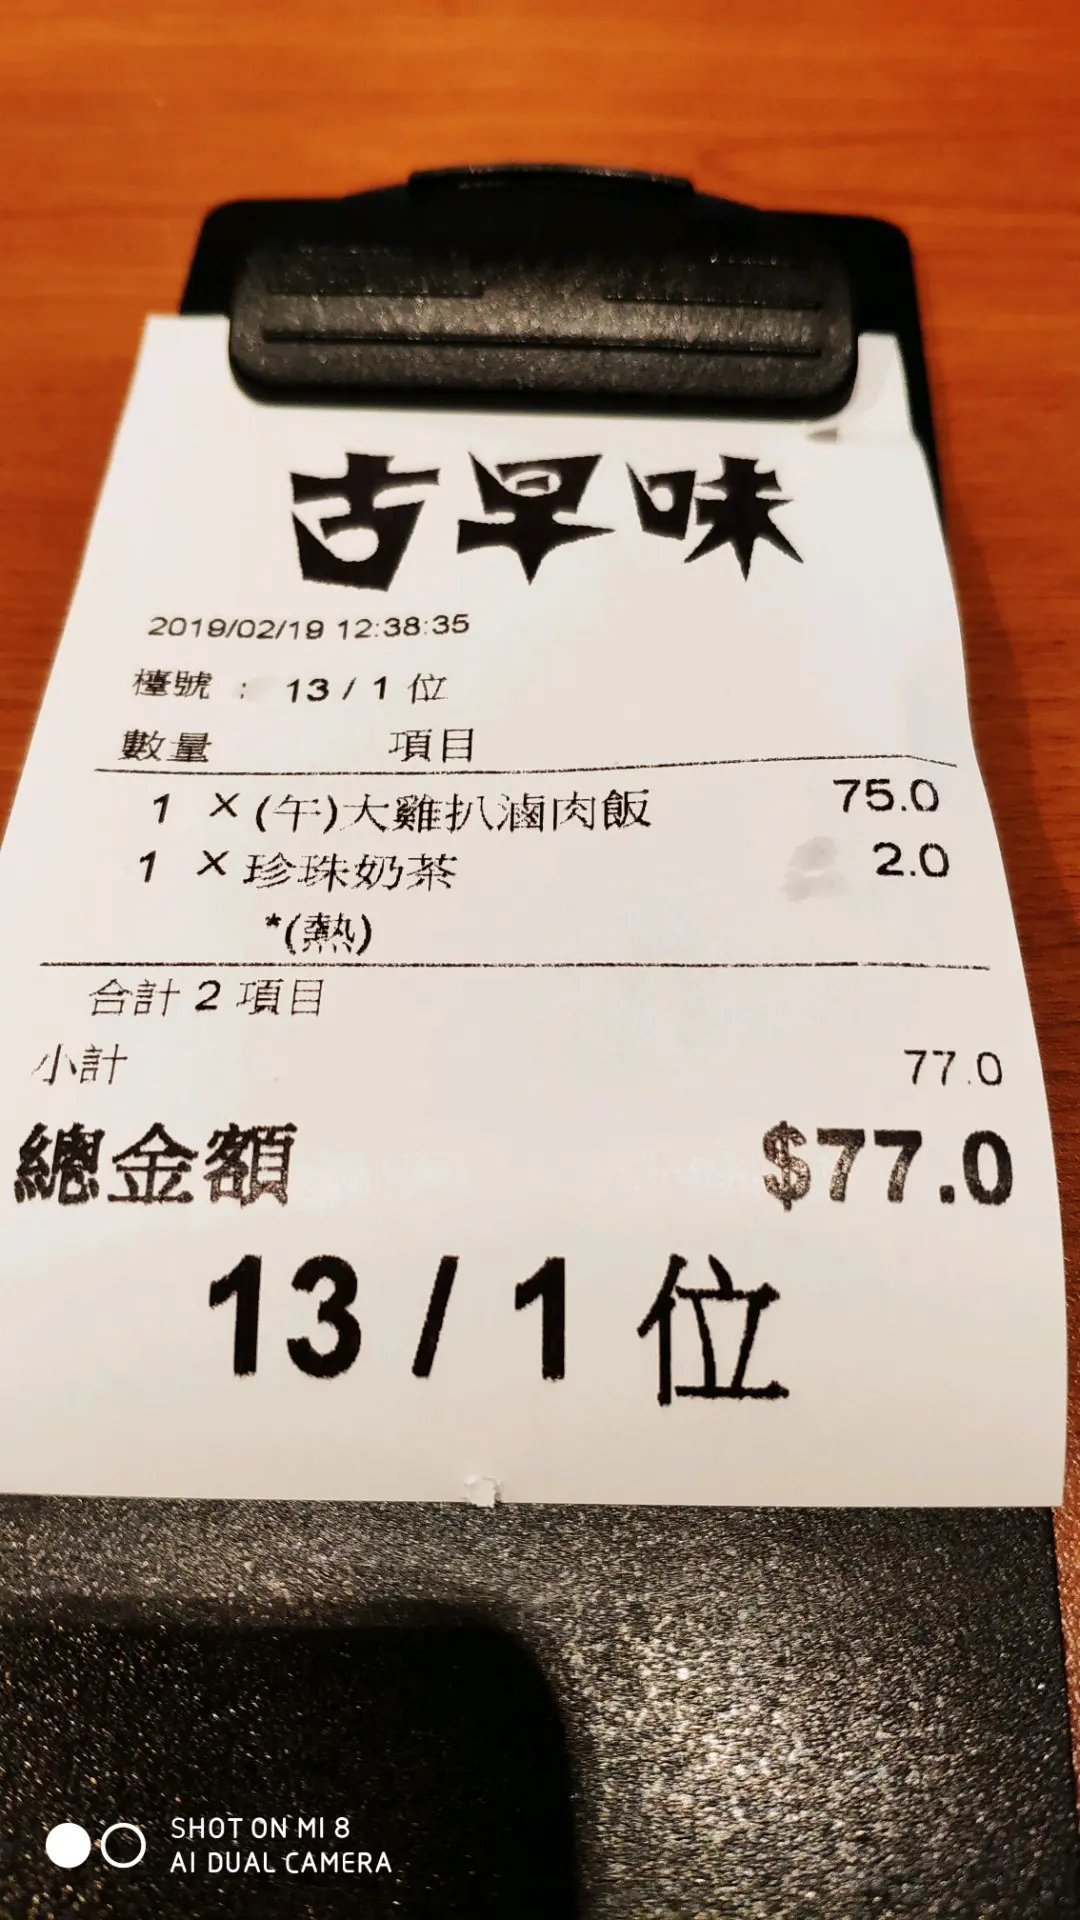 古早味
2019/02/19 12:38:35
檯號 : 13 / 1 位
數量 項目
1 X (午)大雞扒滷肉飯 75.0
1 X 珍珠奶茶 2.0
*(熱)
合計 2 項目
小計 77.0
總金額 $77.0
13 / 1 位
SHOT ON MI 8
AI DUAL CAMERA